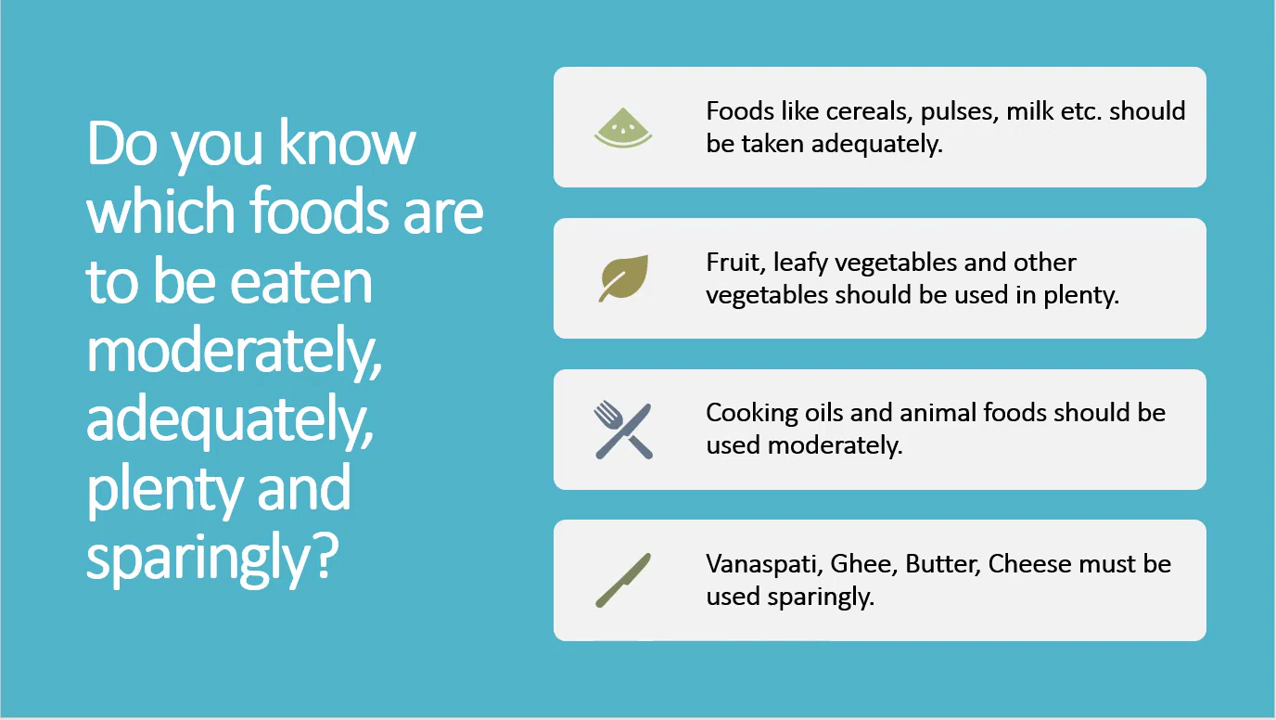 Do you know
which foods are
to be eaten
moderately,
adequately,
plenty and
sparingly?
Foods like cereals, pulses, milk etc. should
be taken adequately.
Fruit, leafy vegetables and other
vegetables should be used in plenty.
Cooking oils and animal foods should be
used moderately.
Vanaspati, Ghee, Butter, Cheese must be
used sparingly.